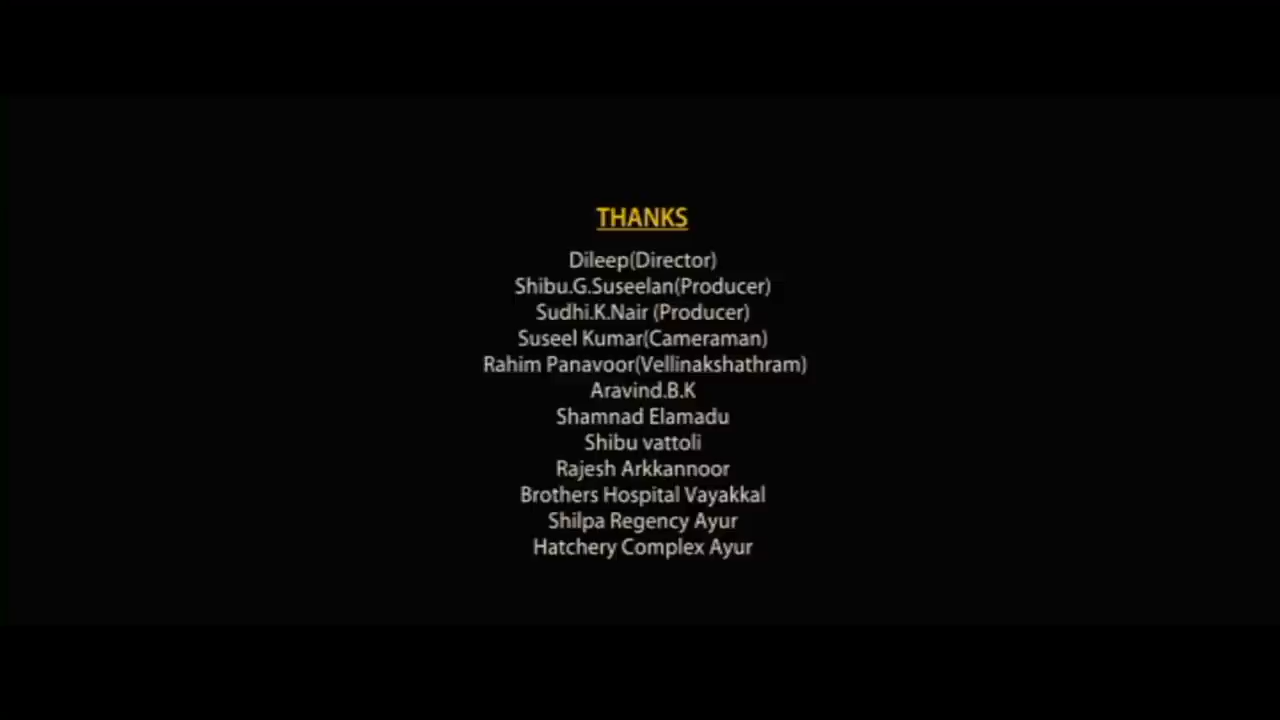 THANKS
Dileep(Director)
Shibu.G.Suseelan(Producer)
Sudhi.K.Nair (Producer)
Suseel Kumar(Cameraman)
Rahim Panavoor(Vellinakshathram)
Aravind.B.K
Shamnad Elamadu
Shibu vattoli
Rajesh Arkkannoor
Brothers Hospital Vayakkal
Shilpa Regency Ayur
Hatchery Complex Ayur